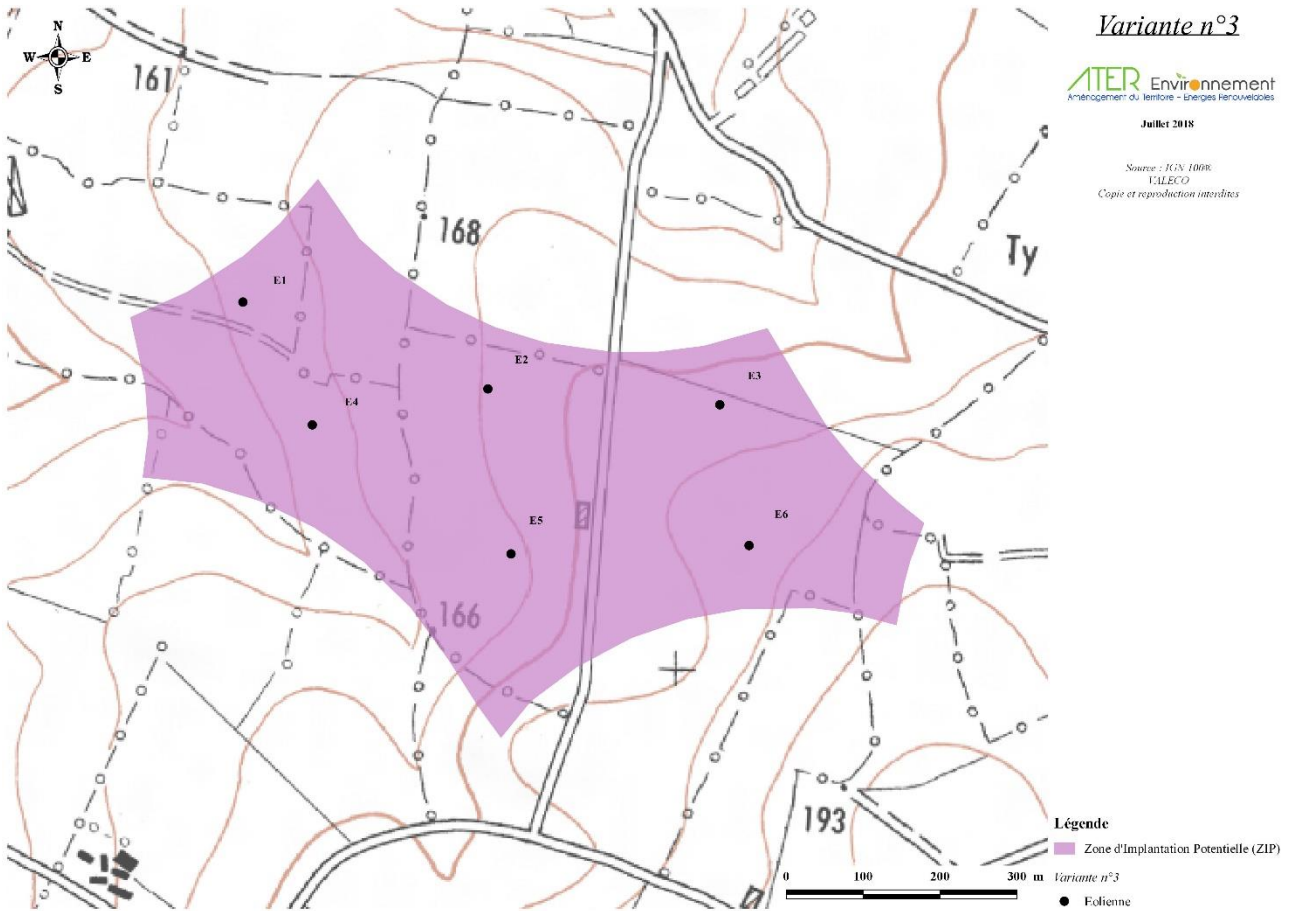 Variante n°3
ATER Environnement
Aménagement du Territoire - Energies Renouvelables
Juillet 2018
Source : IGN 100®
VALECO
Copie et reproduction interdites
N
W E
S
161
168
Ty
E1
E2
E3
E4
E5
E6
166
193
Légende
Zone d'Implantation Potentielle (ZIP)
Variante n°3
Eolienne
0 100 200 300 m